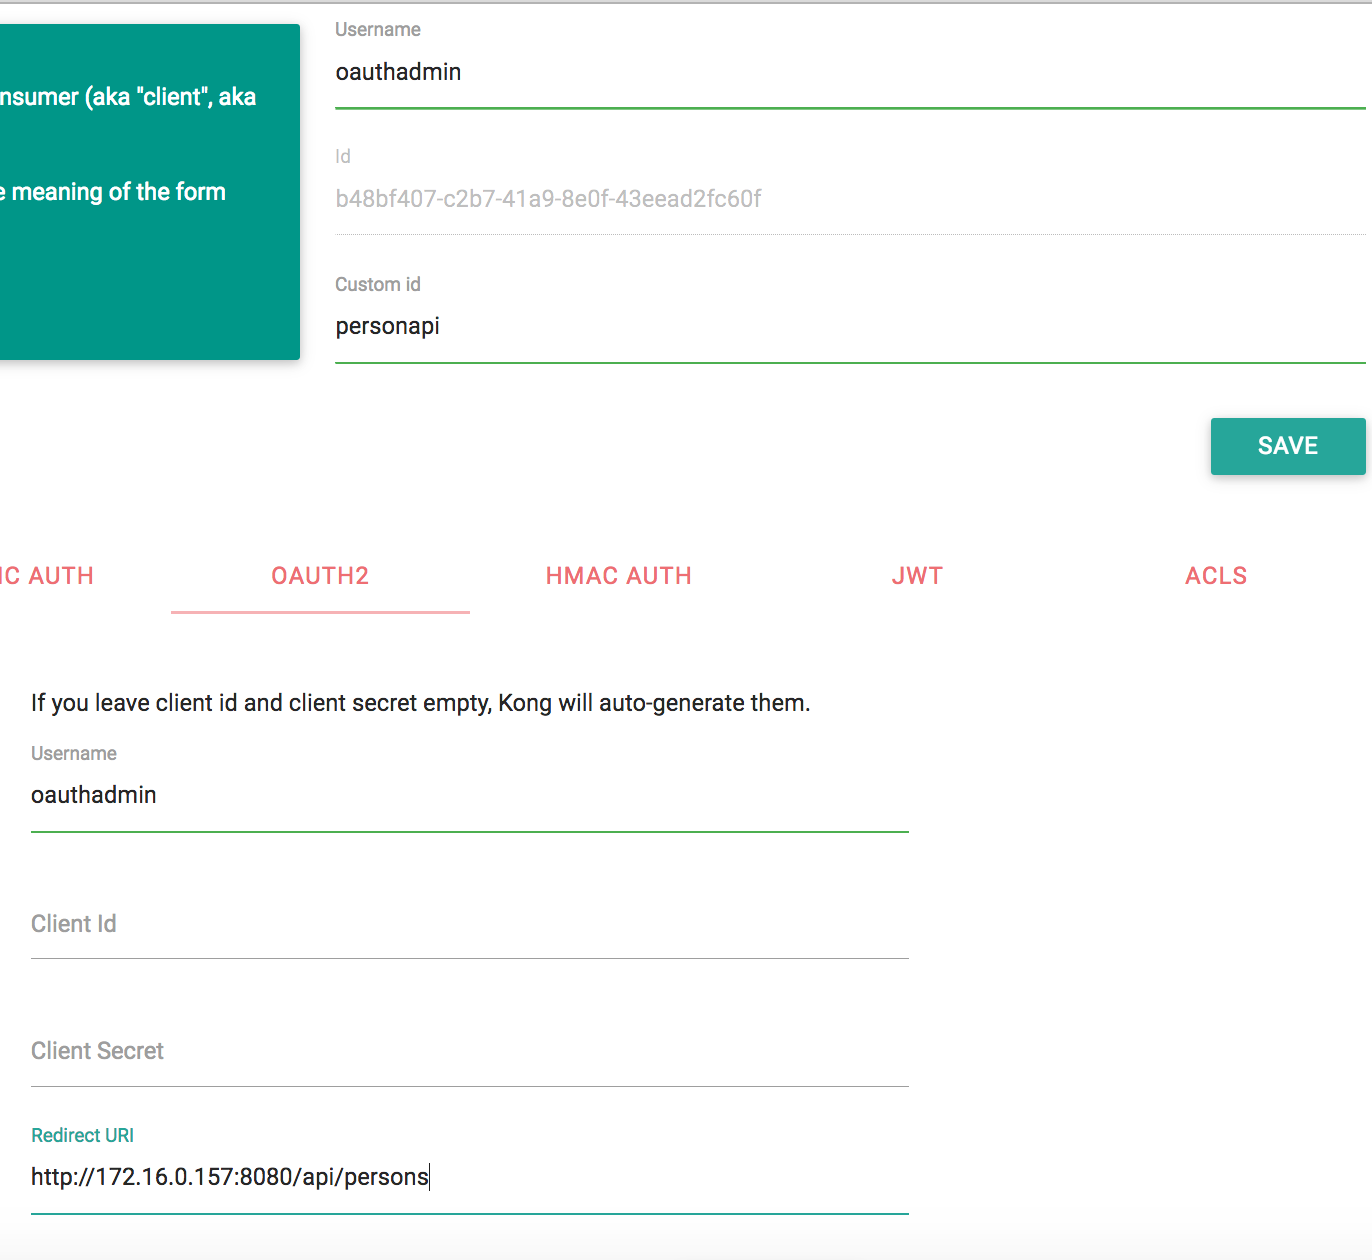 nsumer (aka "client", aka
e meaning of the form
Username
oauthadmin
Id
b48bf407-c2b7-41a9-8e0f-43eead2fc60f
Custom id
personapi
SAVE
IC AUTH
OAUTH2
HMAC AUTH
JWT
ACLS
If you leave client id and client secret empty, Kong will auto-generate them.
Username
oauthadmin
Client Id
Client Secret
Redirect URI
http://172.16.0.157:8080/api/persons